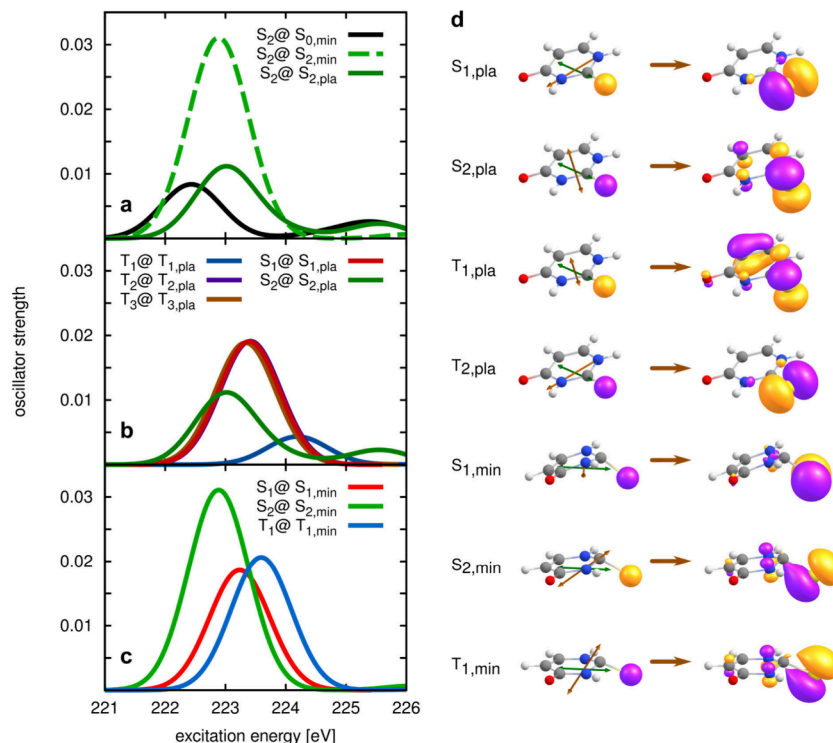 oscillator strength
0.03
0.02
0.01
S2@ S0,min
S2@ S2,min
S2@ S2,pla
a
0.03
0.02
0.01
T1@ T1,pla
T2@ T2,pla
T3@ T3,pla
S1@ S1,pla
S2@ S2,pla
b
0.03
0.02
0.01
S1@ S1,min
S2@ S2,min
T1@ T1,min
c
221 222 223 224 225 226
excitation energy [eV]
d
S1,pla
S2,pla
T1,pla
T2,pla
S1,min
S2,min
T1,min